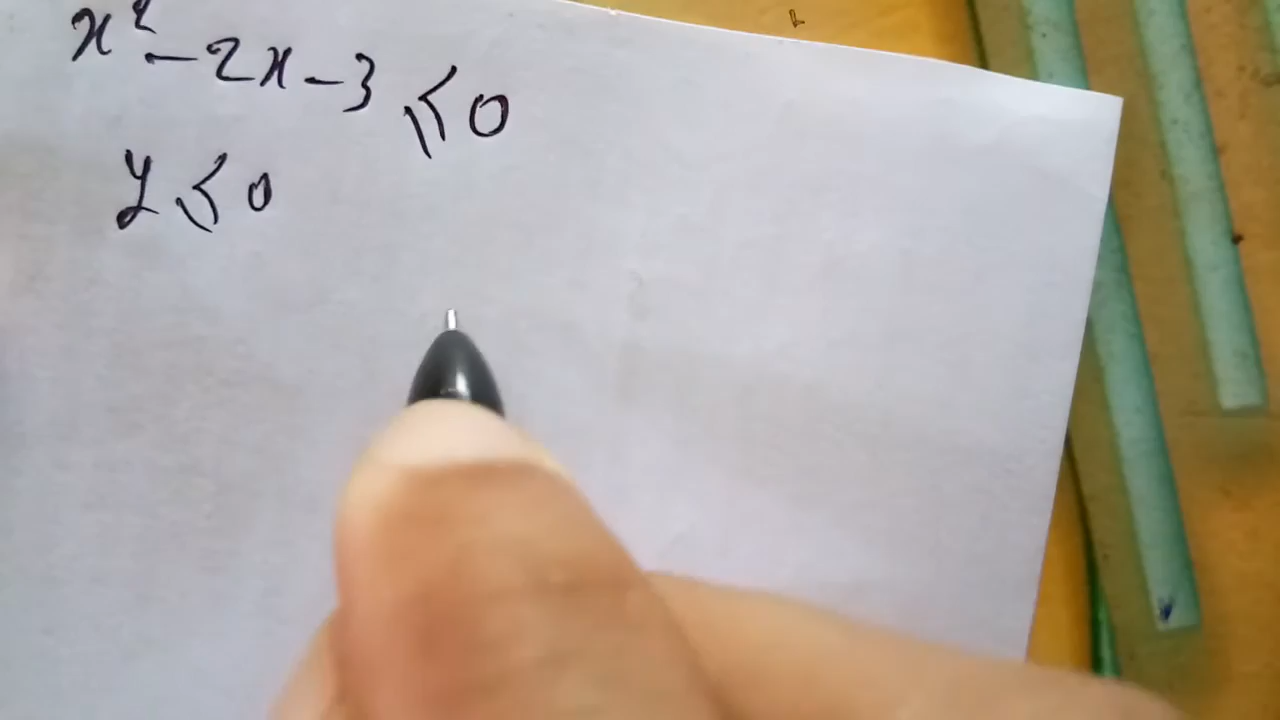 x² - 2x - 3 ⩽ 0
y ⩽ 0